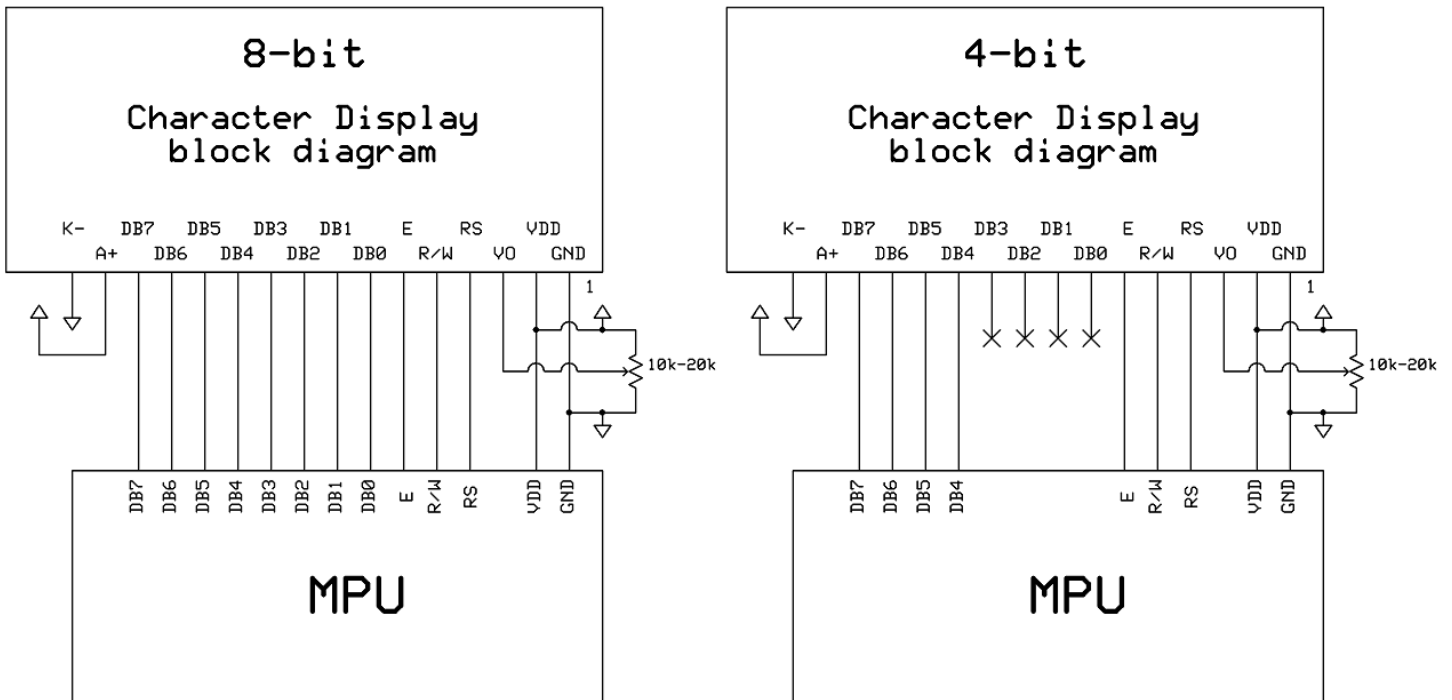 8-bit
Character Display
block diagram
K- DB7 DB5 DB3 DB1 E RS VDD
A+ DB6 DB4 DB2 DB0 R/W VO GND
1
10k-20k
DB7 DB6 DB5 DB4 DB3 DB2 DB1 DB0 E R/W RS VDD GND
MPU
4-bit
Character Display
block diagram
K- DB7 DB5 DB3 DB1 E RS VDD
A+ DB6 DB4 DB2 DB0 R/W VO GND
1
10k-20k
DB7 DB6 DB5 DB4 E R/W RS VDD GND
MPU